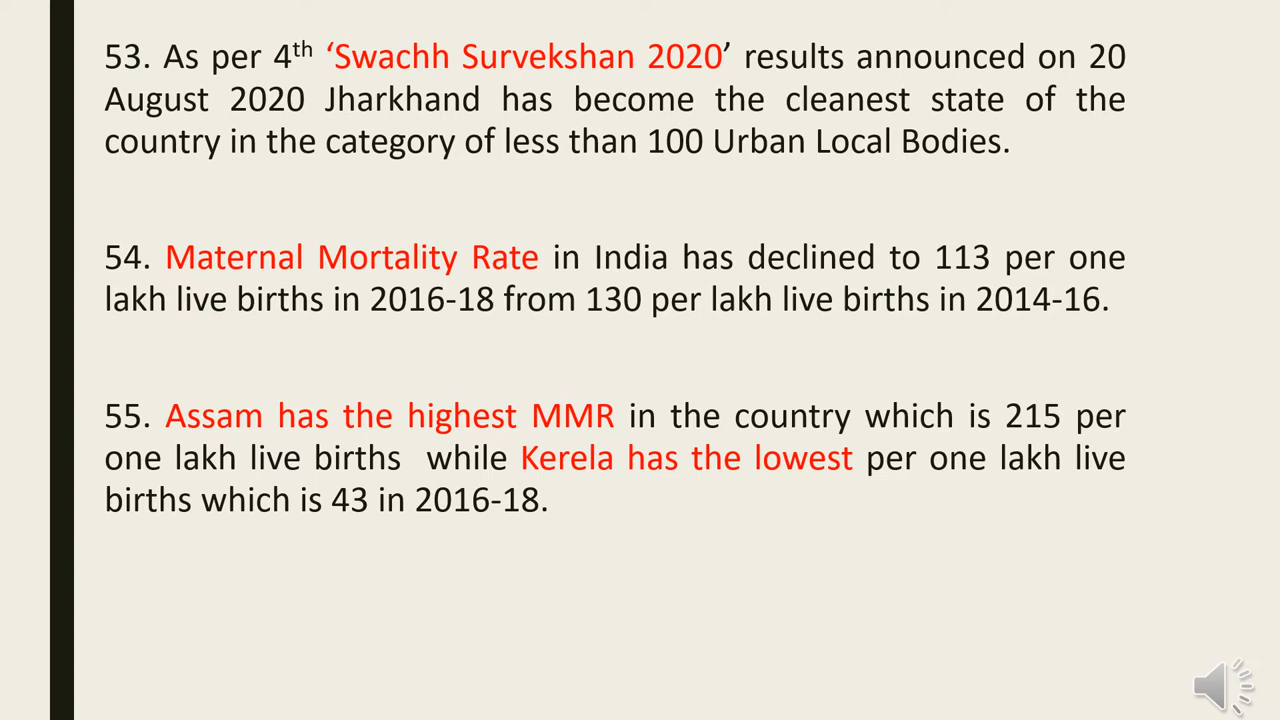 53. As per 4th ‘Swachh Survekshan 2020’ results announced on 20
August 2020 Jharkhand has become the cleanest state of the
country in the category of less than 100 Urban Local Bodies.
54. Maternal Mortality Rate in India has declined to 113 per one
lakh live births in 2016-18 from 130 per lakh live births in 2014-16.
55. Assam has the highest MMR in the country which is 215 per
one lakh live births while Kerela has the lowest per one lakh live
births which is 43 in 2016-18.